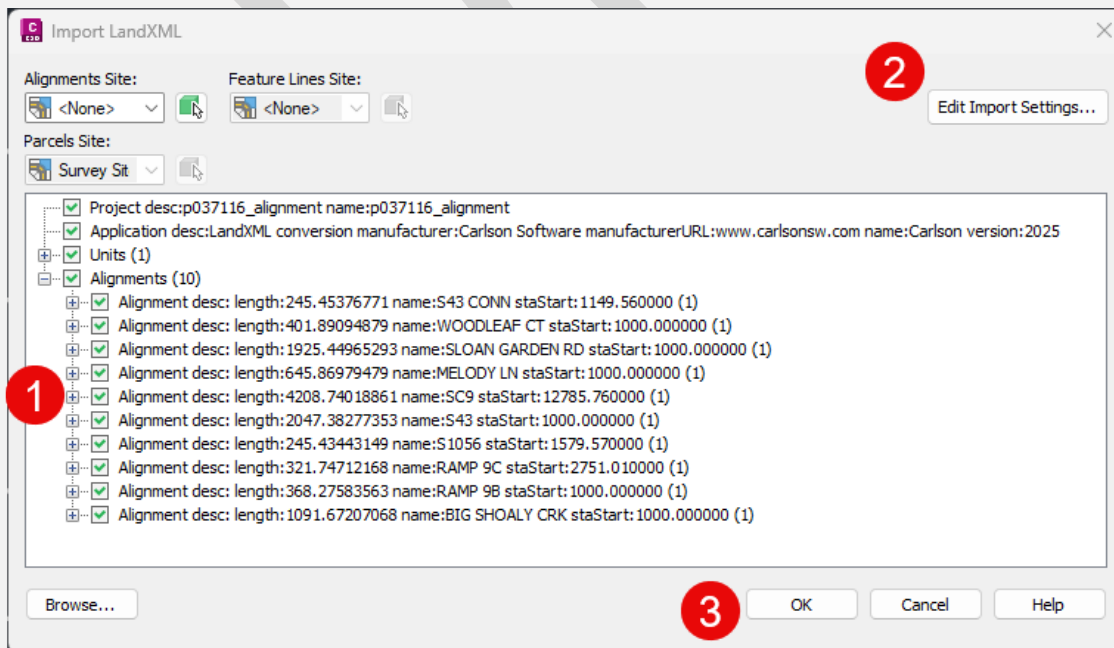 C
C3D
Import LandXML
Alignments Site:
Feature Lines Site:
2
<None>
<None>
Edit Import Settings...
Parcels Site:
Survey Sit
Project desc:p037116_alignment name:p037116_alignment
Application desc:LandXML conversion manufacturer:Carlson Software manufacturerURL:www.carlsonsw.com name:Carlson version:2025
Units (1)
Alignments (10)
Alignment desc: length:245.45376771 name:S43 CONN staStart:1149.560000 (1)
Alignment desc: length:401.89094879 name:WOODLEAF CT staStart:1000.000000 (1)
Alignment desc: length:1925.44965293 name:SLOAN GARDEN RD staStart:1000.000000 (1)
Alignment desc: length:645.86979479 name:MELODY LN staStart:1000.000000 (1)
1
Alignment desc: length:4208.74018861 name:SC9 staStart:12785.760000 (1)
Alignment desc: length:2047.38277353 name:S43 staStart:1000.000000 (1)
Alignment desc: length:245.43443149 name:S1056 staStart:1579.570000 (1)
Alignment desc: length:321.74712168 name:RAMP 9C staStart:2751.010000 (1)
Alignment desc: length:368.27583563 name:RAMP 9B staStart:1000.000000 (1)
Alignment desc: length:1091.67207068 name:BIG SHOALY CRK staStart:1000.000000 (1)
Browse...
3
OK
Cancel
Help